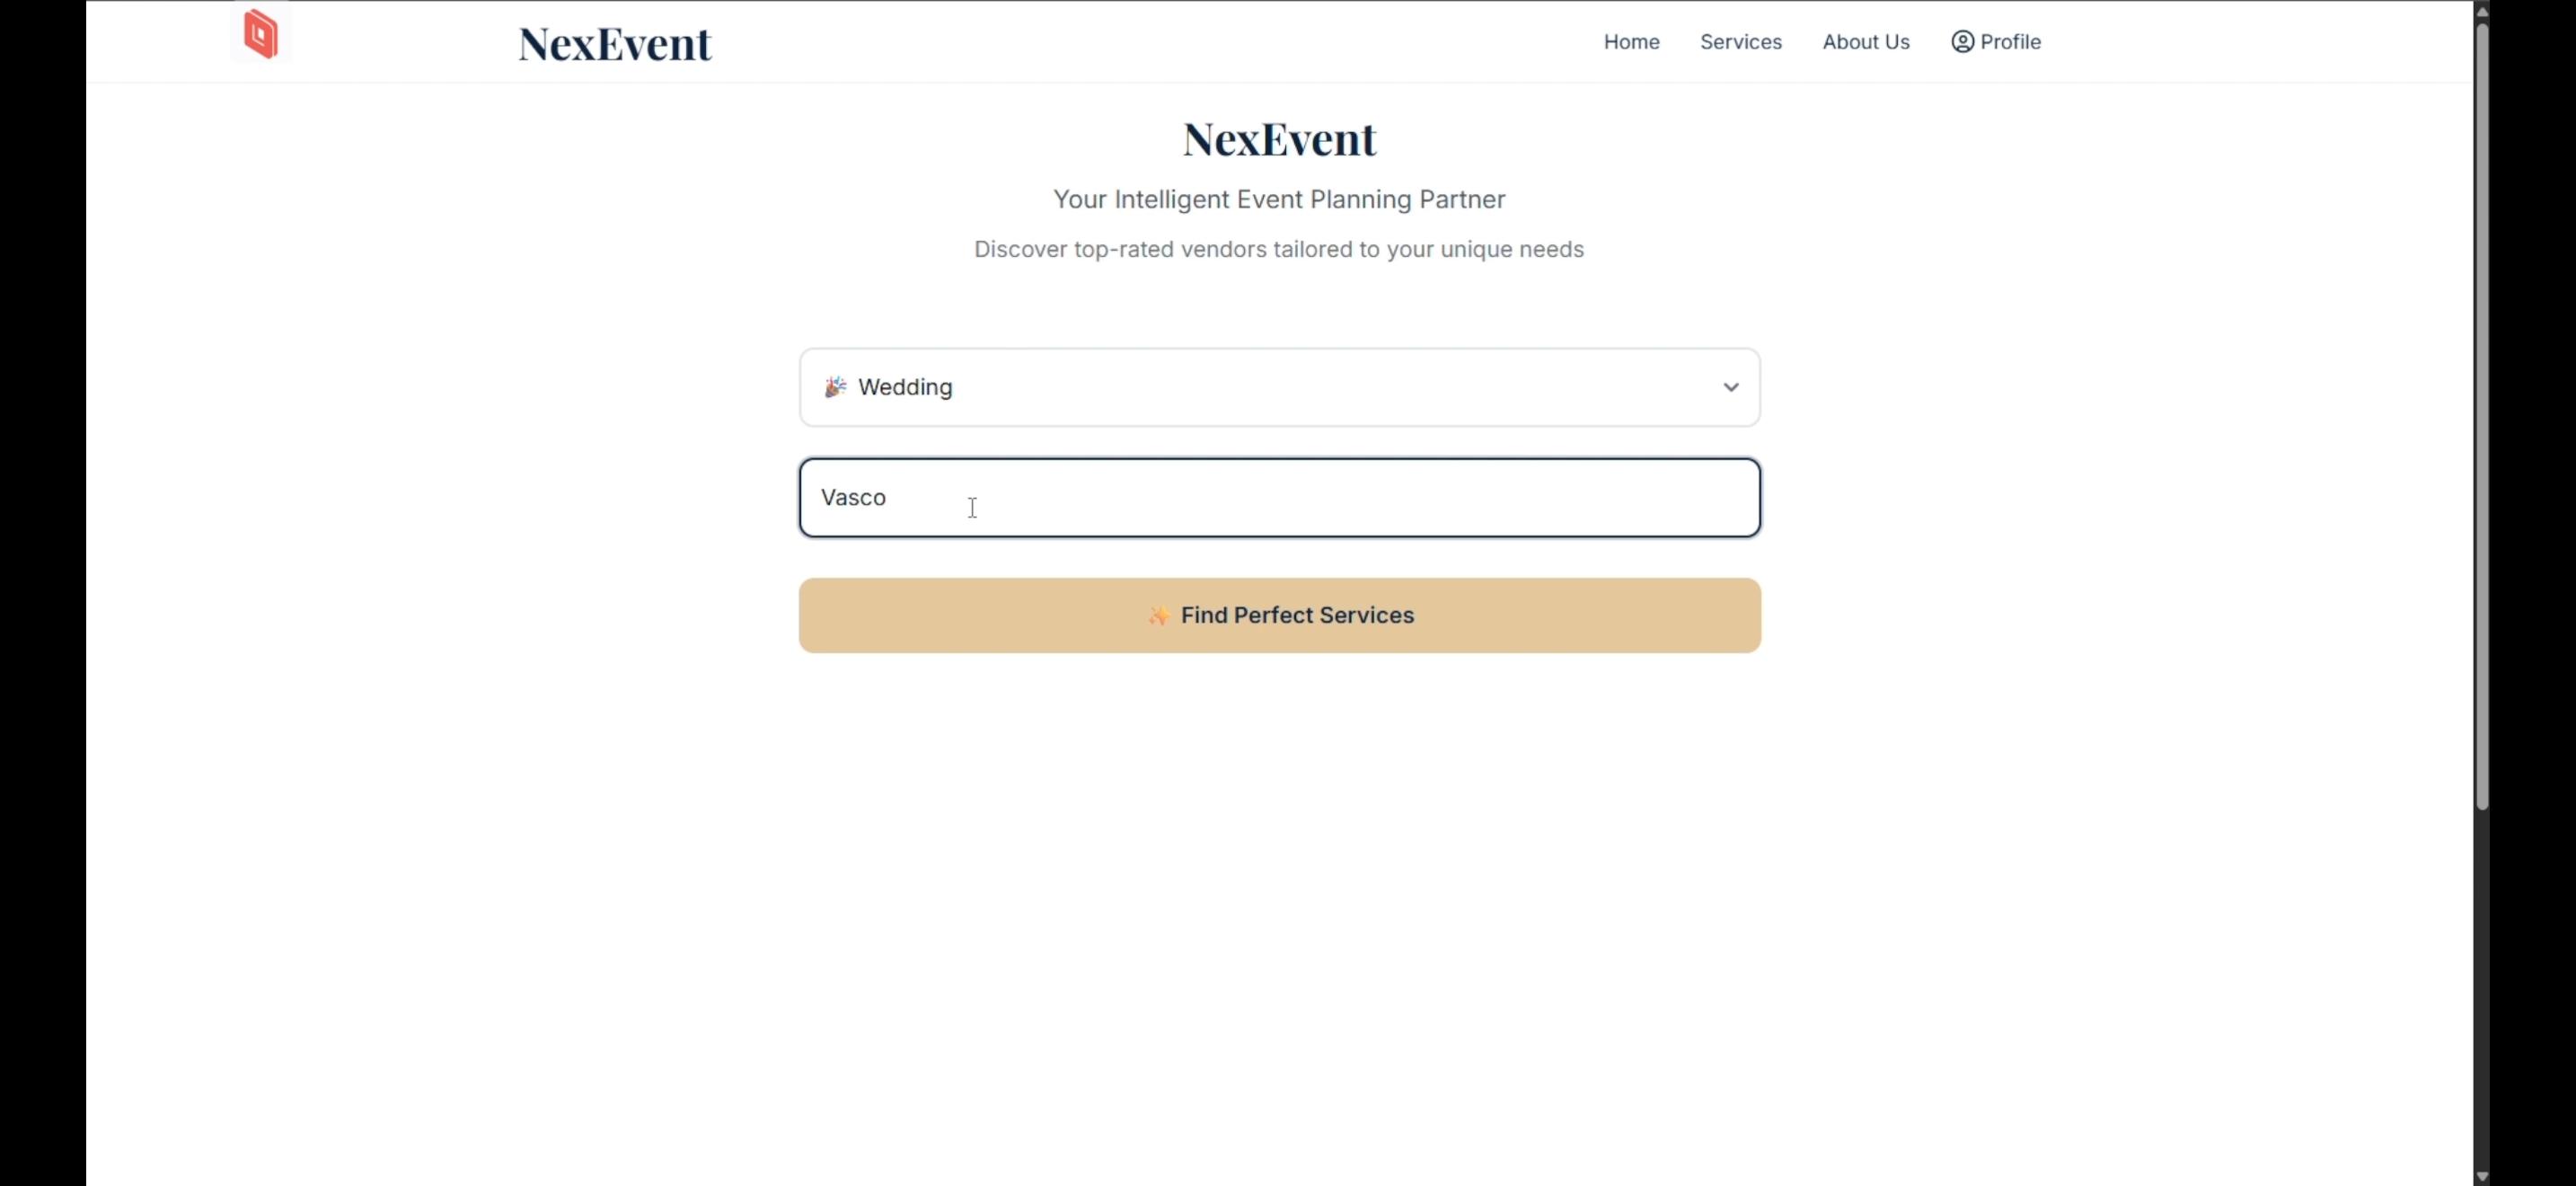 NexEvent
Home Services About Us Profile
NexEvent
Your Intelligent Event Planning Partner
Discover top-rated vendors tailored to your unique needs
🎉 Wedding
Vasco
✨ Find Perfect Services